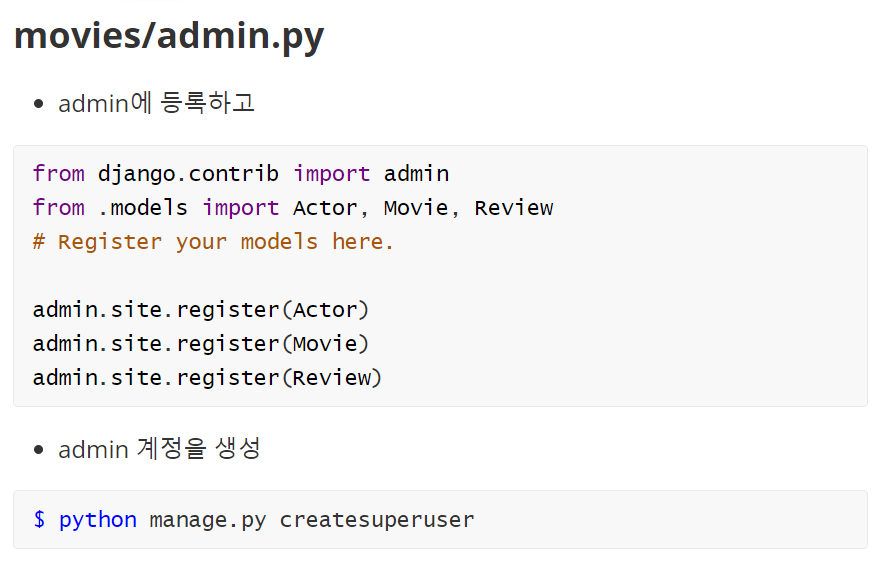 movies/admin.py
• admin에 등록하고
from django.contrib import admin
from .models import Actor, Movie, Review
# Register your models here.
admin.site.register(Actor)
admin.site.register(Movie)
admin.site.register(Review)
• admin 계정을 생성
$ python manage.py createsuperuser